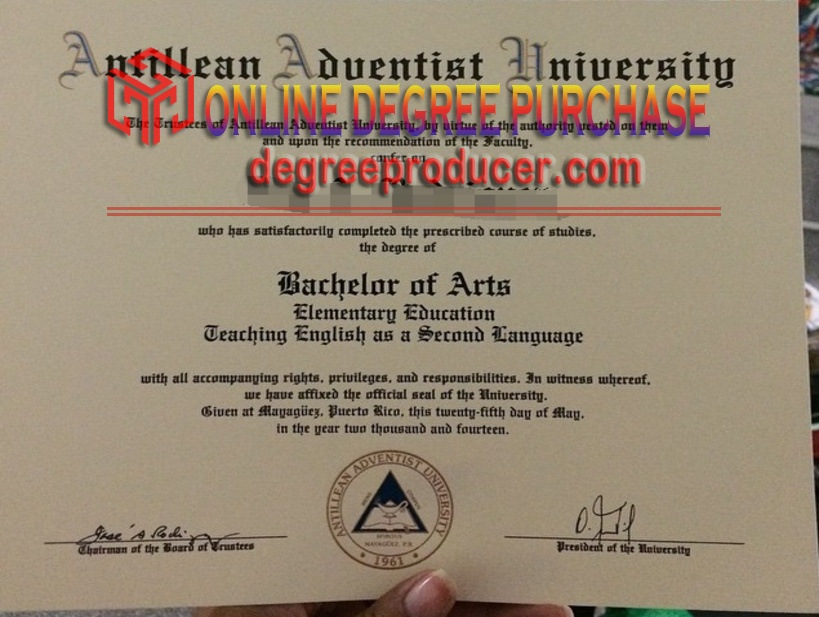 Antillean Adventist University
ONLINE DEGREE PURCHASE
The Trustees of Antillean Adventist University, by virtue of the authority vested on them
and upon the recommendation of the Faculty,
confer on
degreeproducer.com
who has satisfactorily completed the prescribed course of studies,
the degree of
Bachelor of Arts
Elementary Education
Teaching English as a Second Language
with all accompanying rights, privileges, and responsibilities. In witness whereof,
we have affixed the official seal of the University.
Given at Mayagüez, Puerto Rico, this twenty-fifth day of May,
in the year two thousand and fourteen.
ANTILLEAN ADVENTIST UNIVERSITY
SPIRITUS
MAYAGÜEZ, P.R.
• 1961 •
Chairman of the Board of Trustees
President of the University